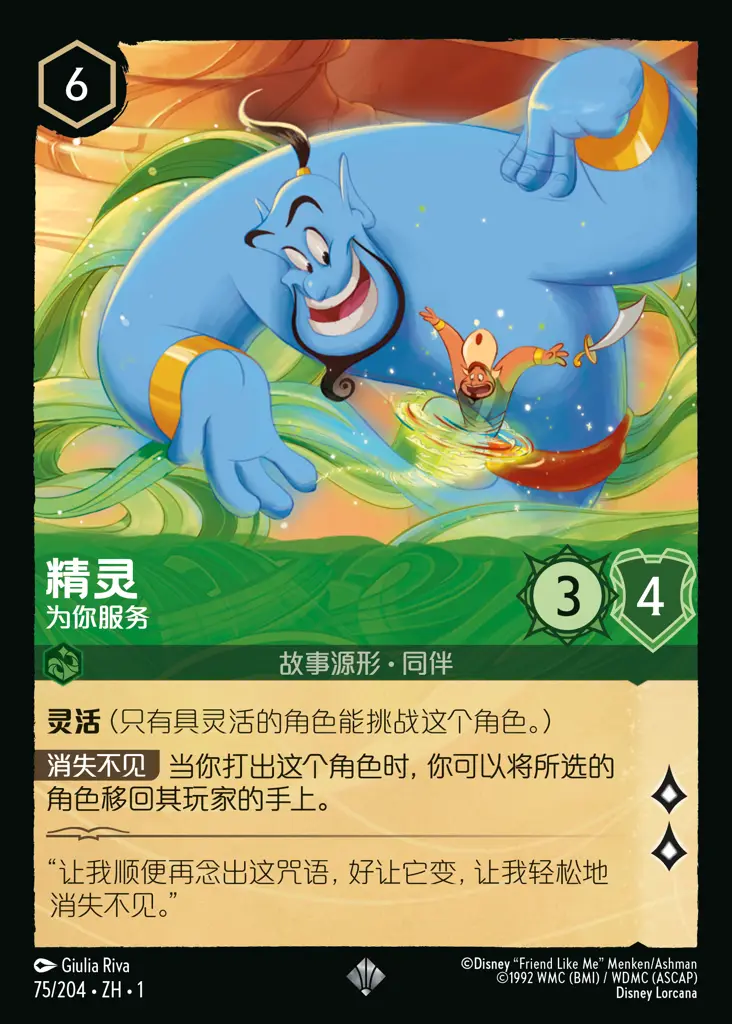 6
精灵
为你服务
3
4
故事源形·同伴
灵活（只有具灵活的角色能挑战这个角色。）
消失不见 当你打出这个角色时，你可以将所选的
角色移回其玩家的手上。
“让我顺便再念出这咒语，好让它变，让我轻松地
消失不见。”
Giulia Riva
75/204 • ZH • 1
©Disney “Friend Like Me” Menken/Ashman
©1992 WMC (BMI) / WDMC (ASCAP)
Disney Lorcana